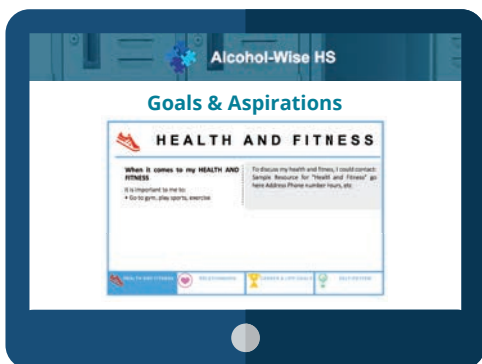 Alcohol-Wise HS
Goals & Aspirations
HEALTH AND FITNESS
When it comes to my HEALTH AND
FITNESS
It is important to me to:
• Go to gym, play sports, exercise
To discuss my health and fitness, I could contact:
Sample Resource for "Health and Fitness" go
here Address Phone number hours, etc
HEALTH AND FITNESS
RELATIONSHIPS
CAREER & LIFE GOALS
SELF-ESTEEM